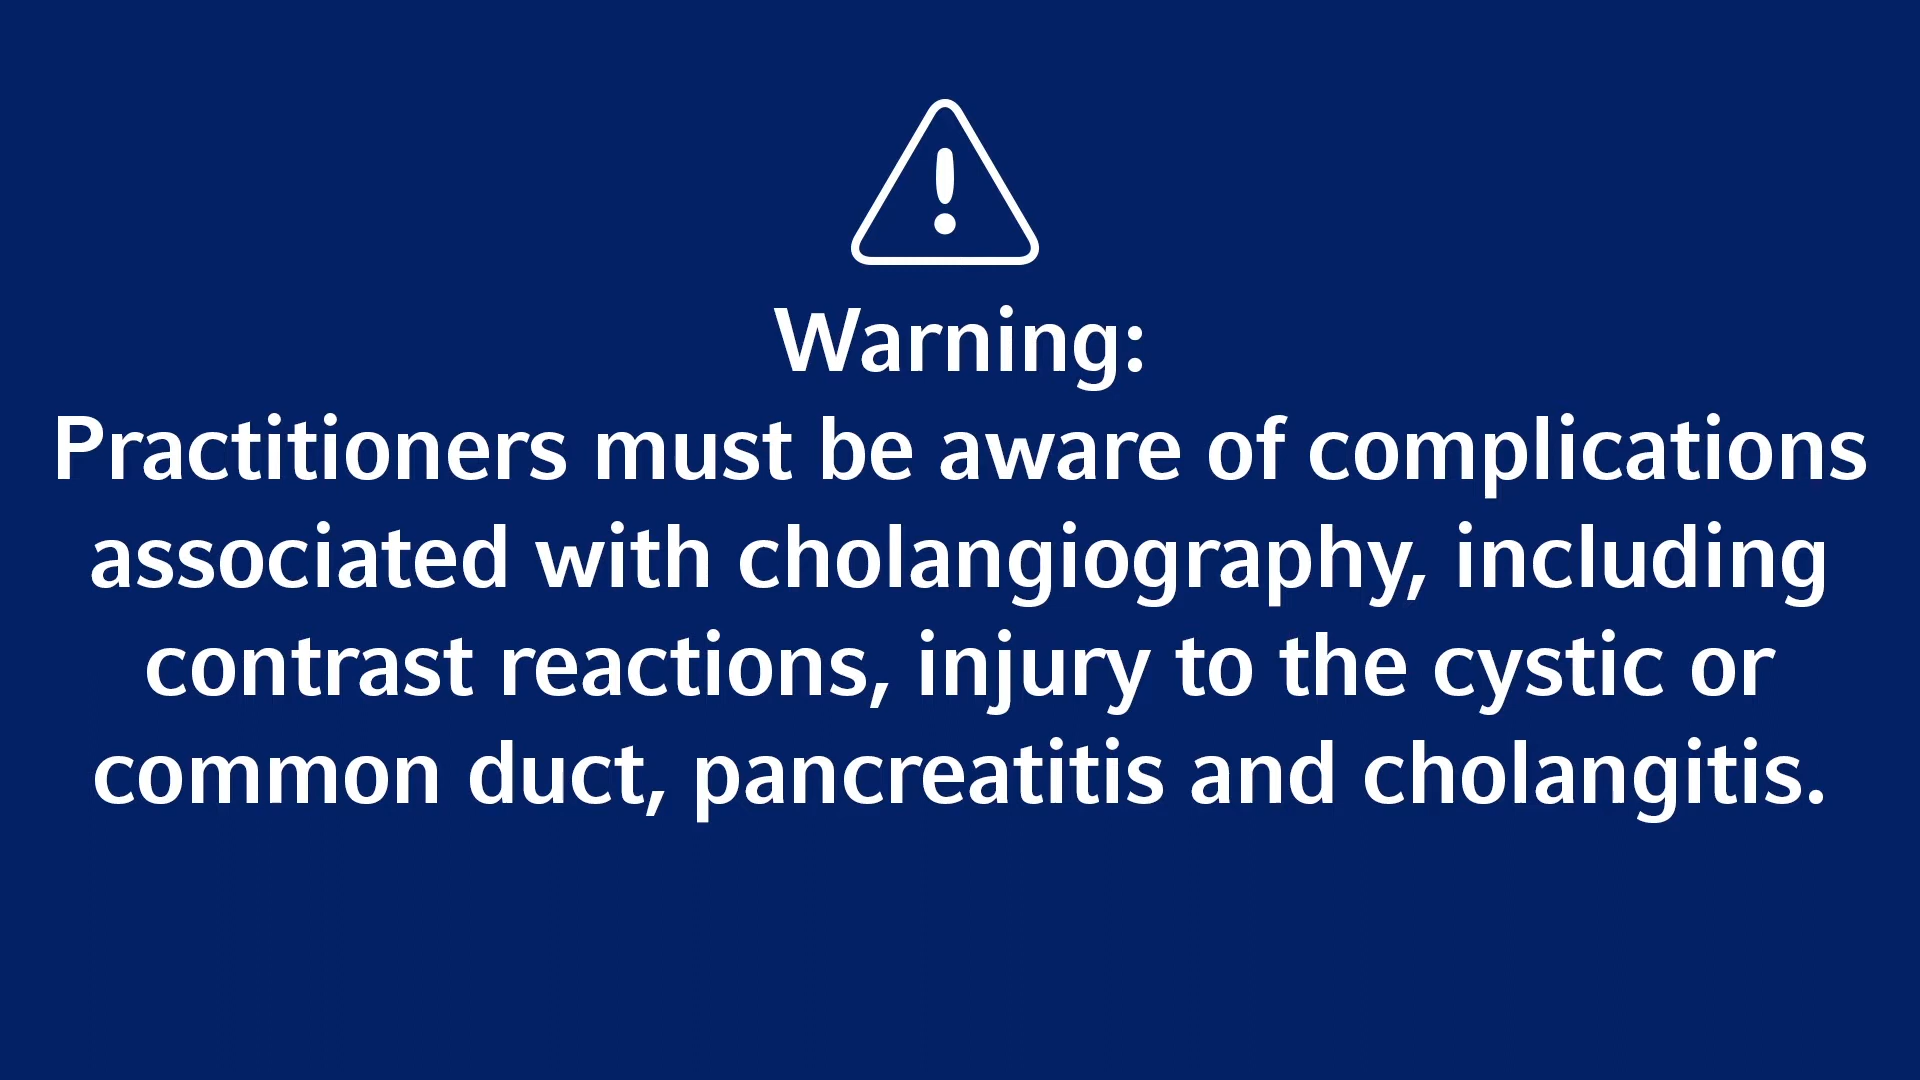 Warning:
Practitioners must be aware of complications
associated with cholangiography, including
contrast reactions, injury to the cystic or
common duct, pancreatitis and cholangitis.